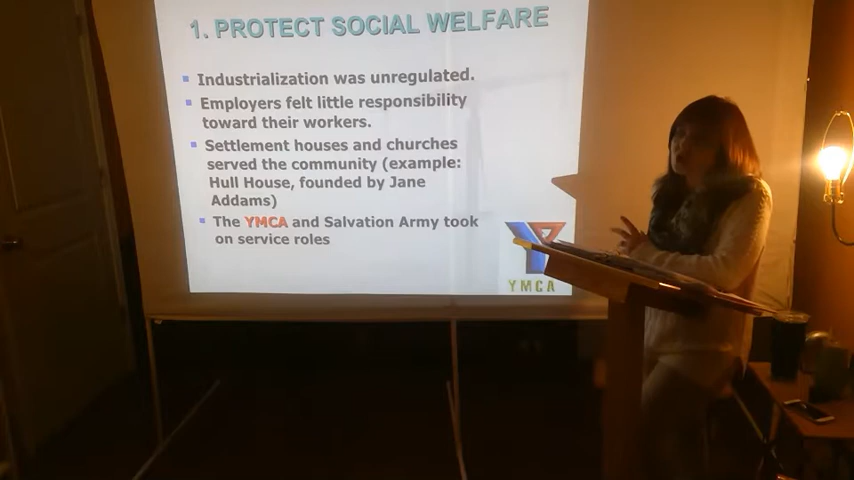 1. PROTECT SOCIAL WELFARE
Industrialization was unregulated.
Employers felt little responsibility
toward their workers.
Settlement houses and churches
served the community (example:
Hull House, founded by Jane
Addams)
The YMCA and Salvation Army took
on service roles
YMCA